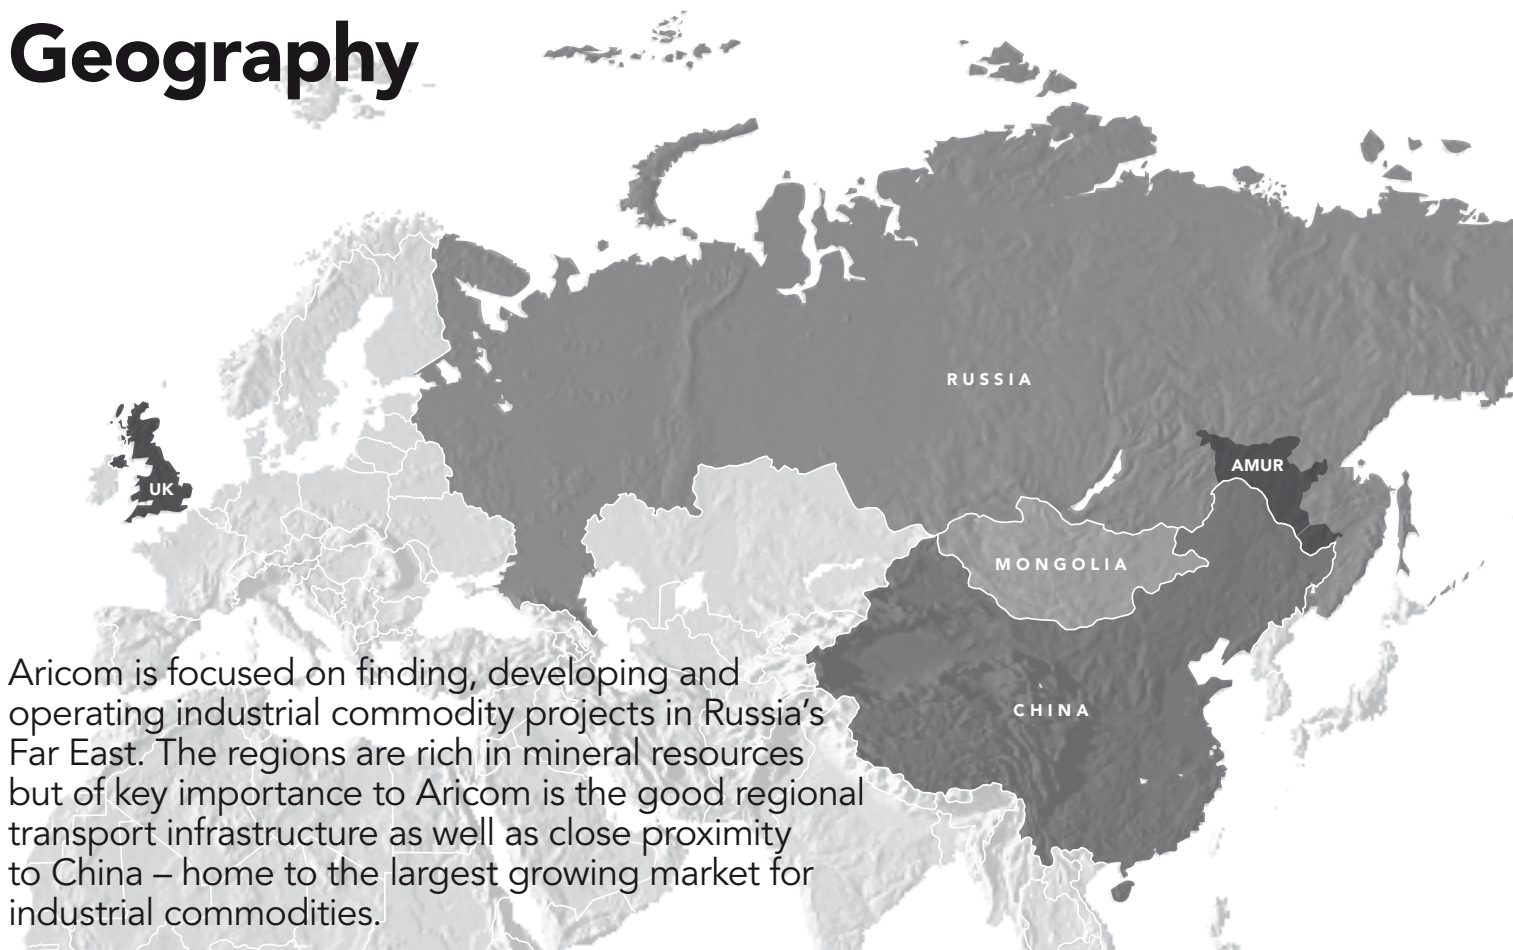 Geography
RUSSIA
AMUR
UK
MONGOLIA
CHINA
Aricom is focused on finding, developing and
operating industrial commodity projects in Russia’s
Far East. The regions are rich in mineral resources
but of key importance to Aricom is the good regional
transport infrastructure as well as close proximity
to China – home to the largest growing market for
industrial commodities.